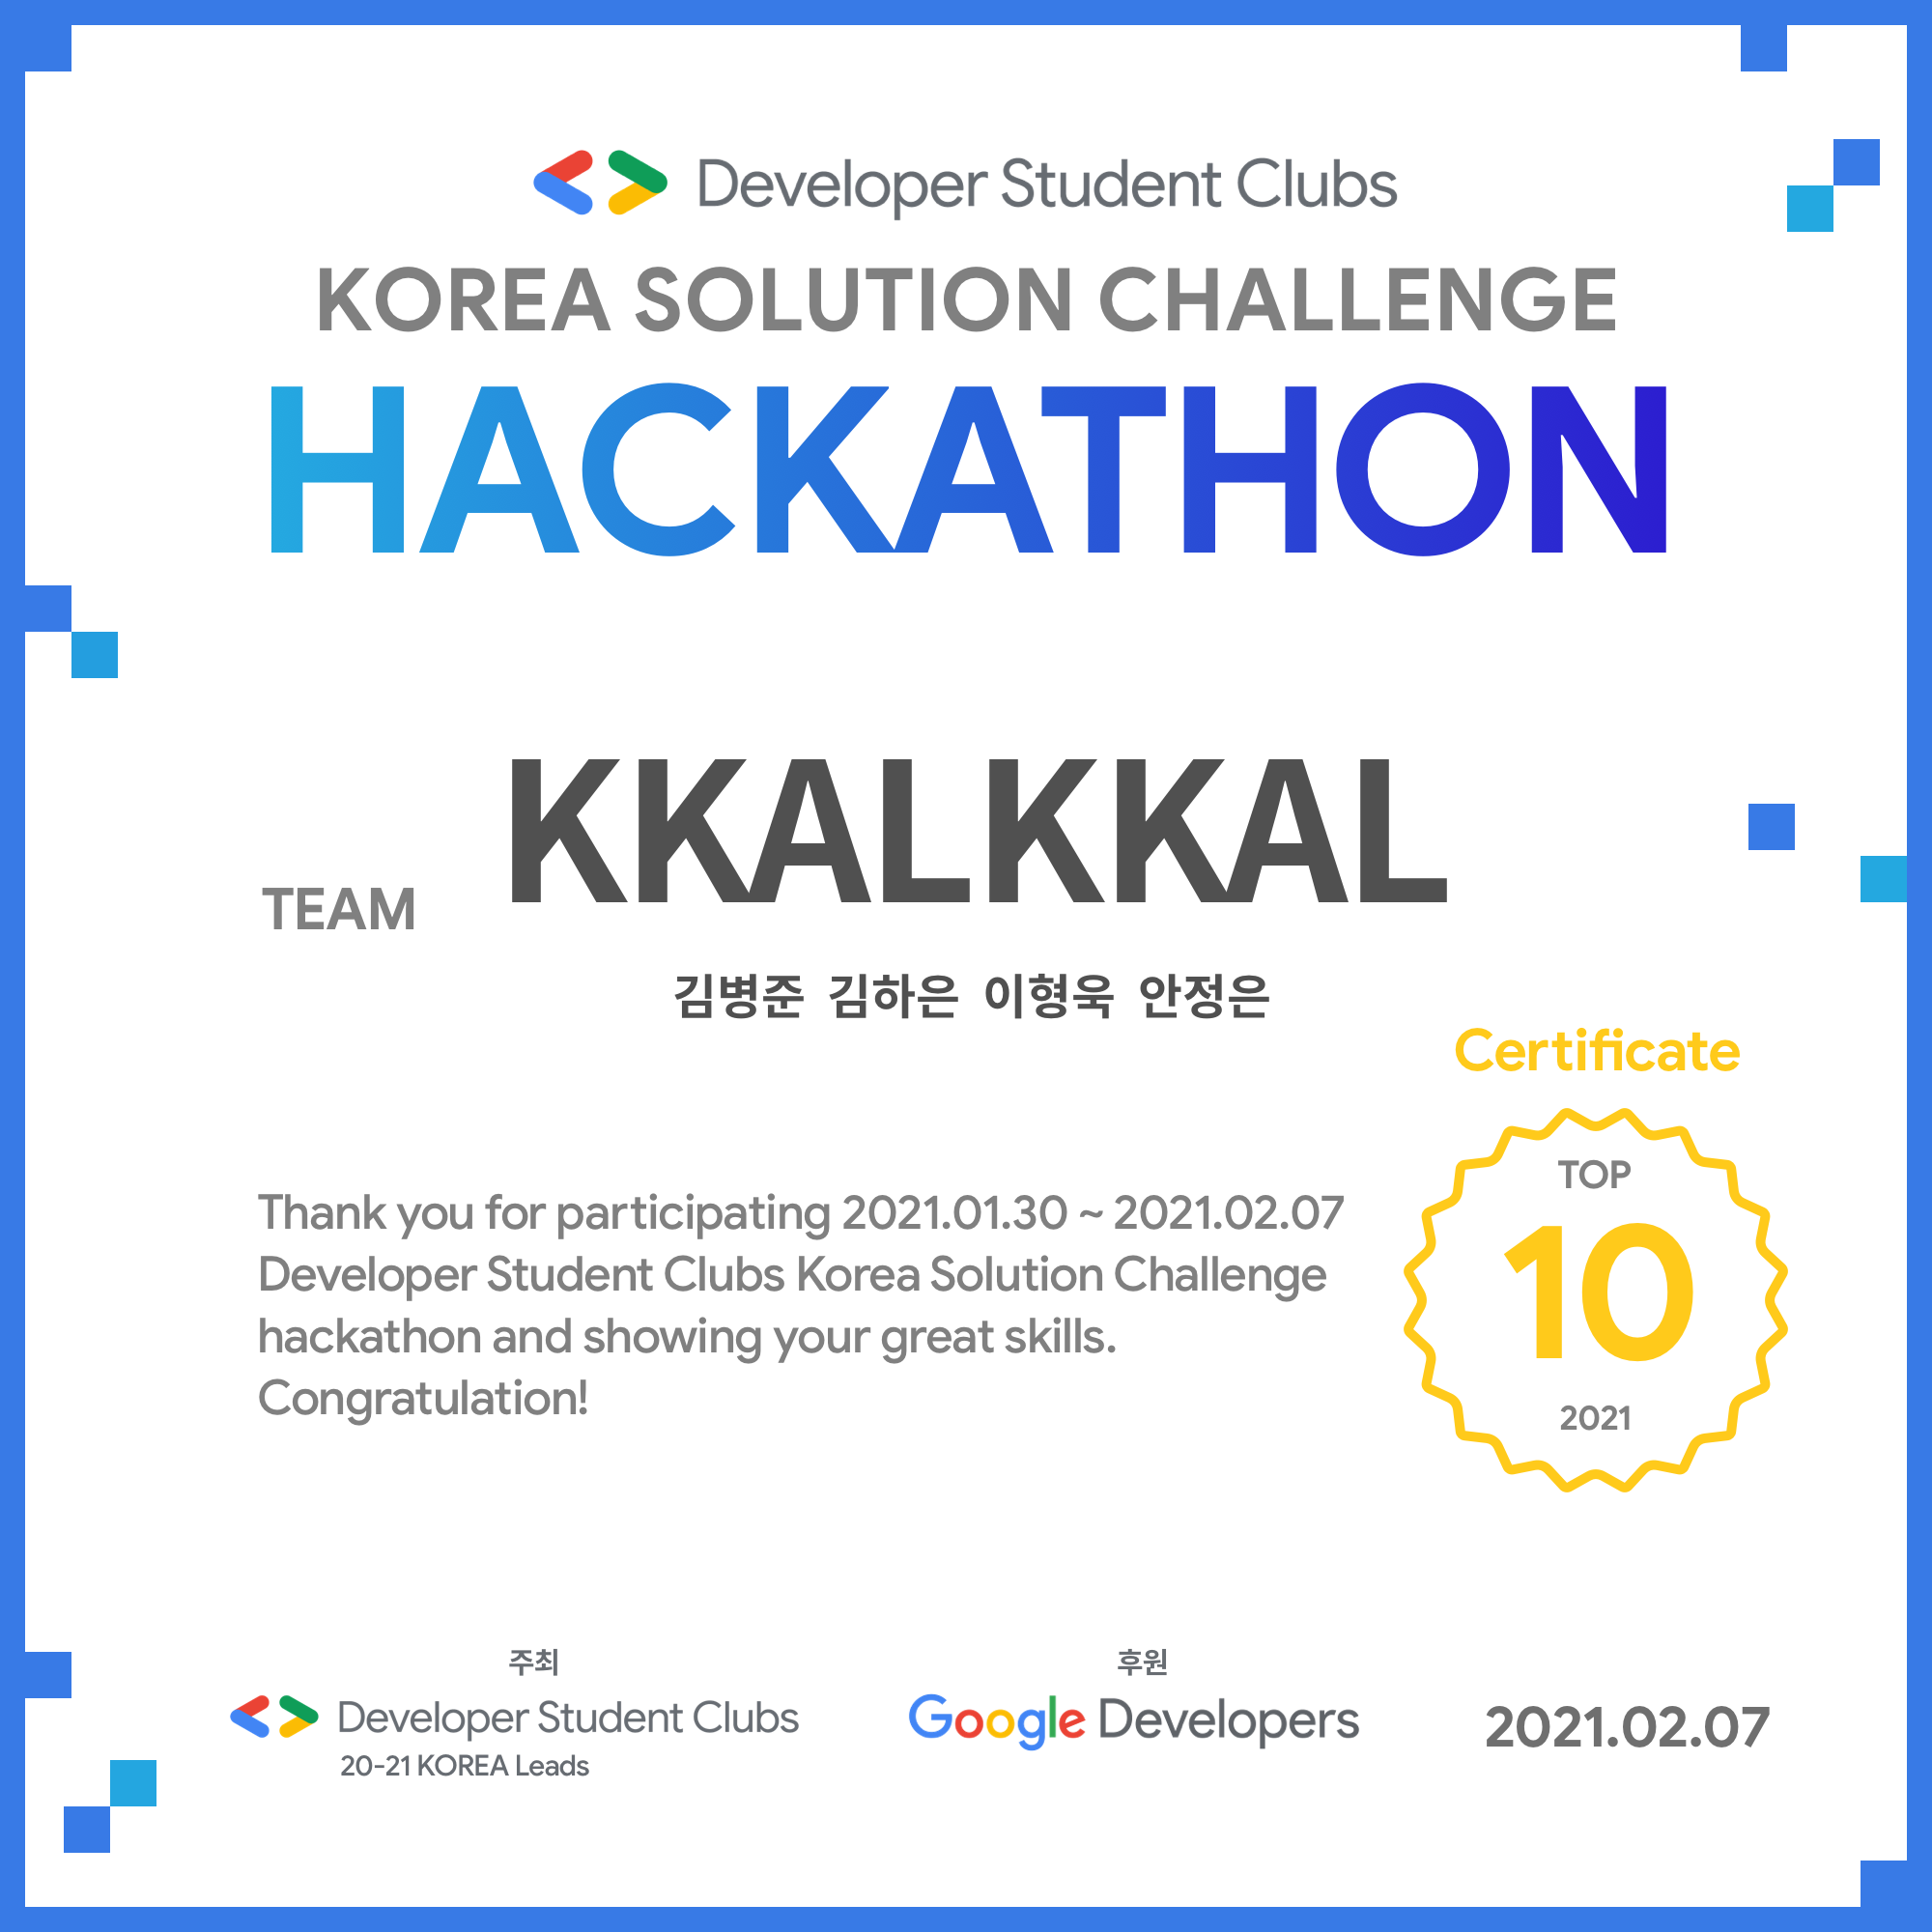 Developer Student Clubs
KOREA SOLUTION CHALLENGE
HACKATHON
TEAM KKALKKAL
김병준 김하은 이형욱 안정은
Certificate
TOP
10
2021
Thank you for participating 2021.01.30 ~ 2021.02.07
Developer Student Clubs Korea Solution Challenge
hackathon and showing your great skills.
Congratulation!
주최
Developer Student Clubs
20-21 KOREA Leads
후원
Google Developers
2021.02.07